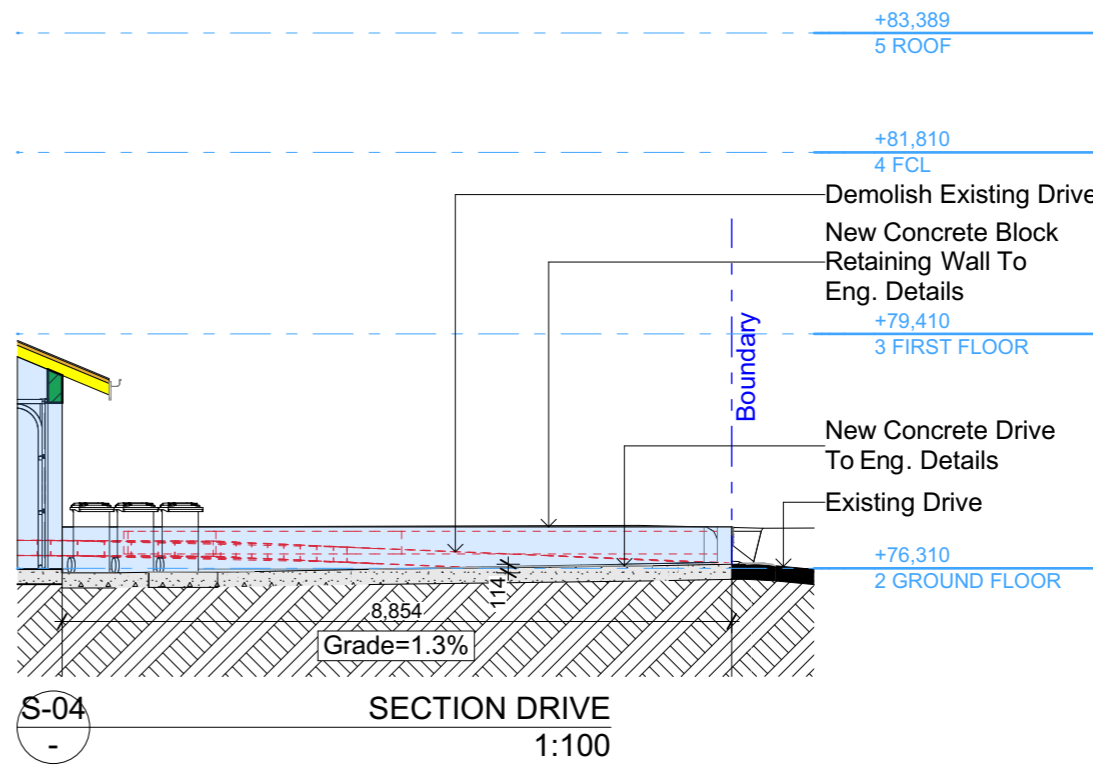 +83,389
5 ROOF
+81,810
4 FCL
Demolish Existing Drive
New Concrete Block
Retaining Wall To
Eng. Details
+79,410
3 FIRST FLOOR
Boundary
New Concrete Drive
To Eng. Details
Existing Drive
+76,310
2 GROUND FLOOR
114
8,854
Grade=1.3%
S-04
-
SECTION DRIVE
1:100